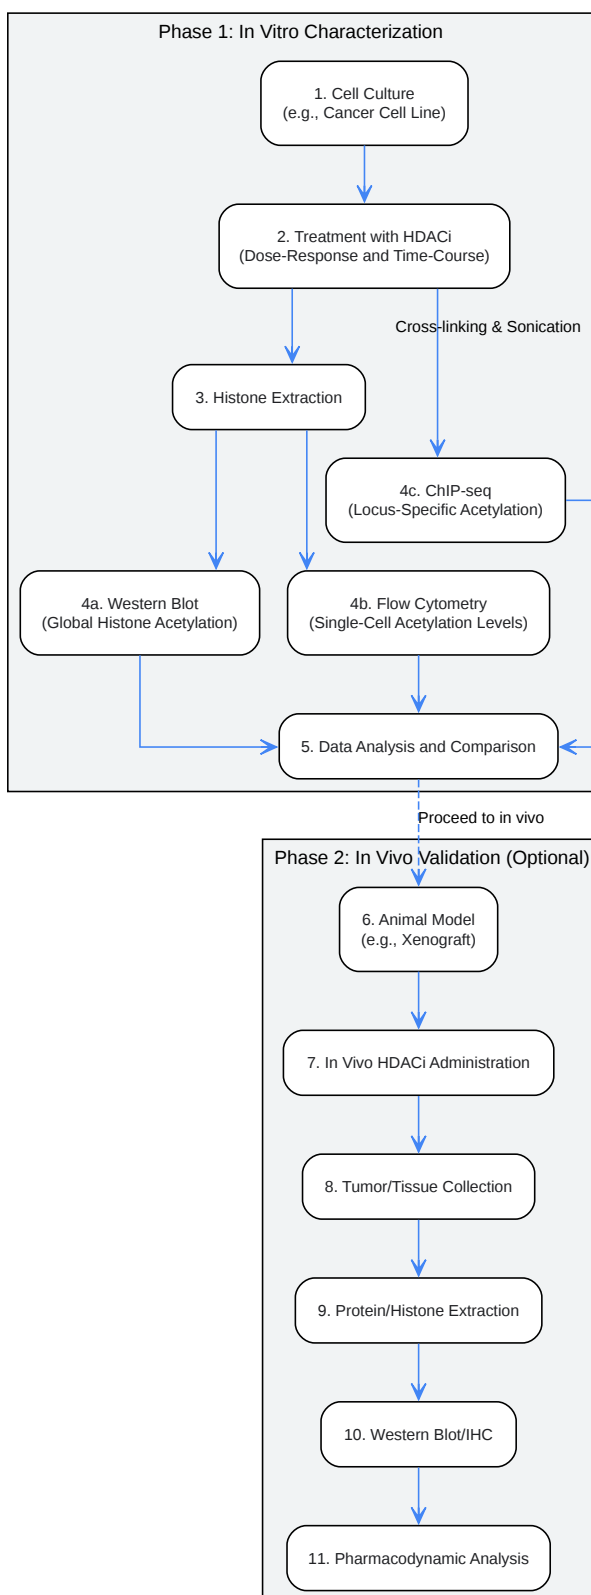 Phase 1: In Vitro Characterization
1. Cell Culture
(e.g., Cancer Cell Line)
2. Treatment with HDACi
(Dose-Response and Time-Course)
Cross-linking & Sonication
3. Histone Extraction
4c. ChIP-seq
(Locus-Specific Acetylation)
4a. Western Blot
(Global Histone Acetylation)
4b. Flow Cytometry
(Single-Cell Acetylation Levels)
5. Data Analysis and Comparison
Proceed to in vivo
Phase 2: In Vivo Validation (Optional)
6. Animal Model
(e.g., Xenograft)
7. In Vivo HDACi Administration
8. Tumor/Tissue Collection
9. Protein/Histone Extraction
10. Western Blot/IHC
11. Pharmacodynamic Analysis